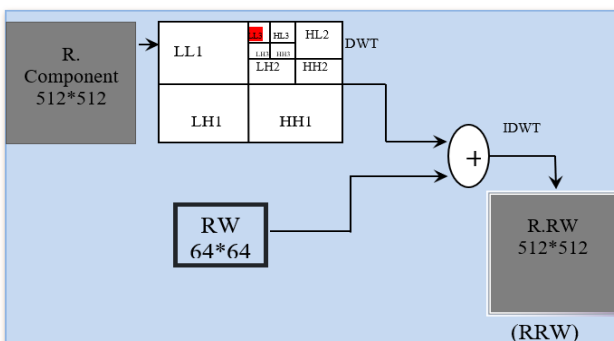 R.
Component
512*512
LL1
LL3
HL3
HL2
LH3
HH3
LH2
HH2
DWT
LH1
HH1
RW
64*64
+
IDWT
R.RW
512*512
(RRW)